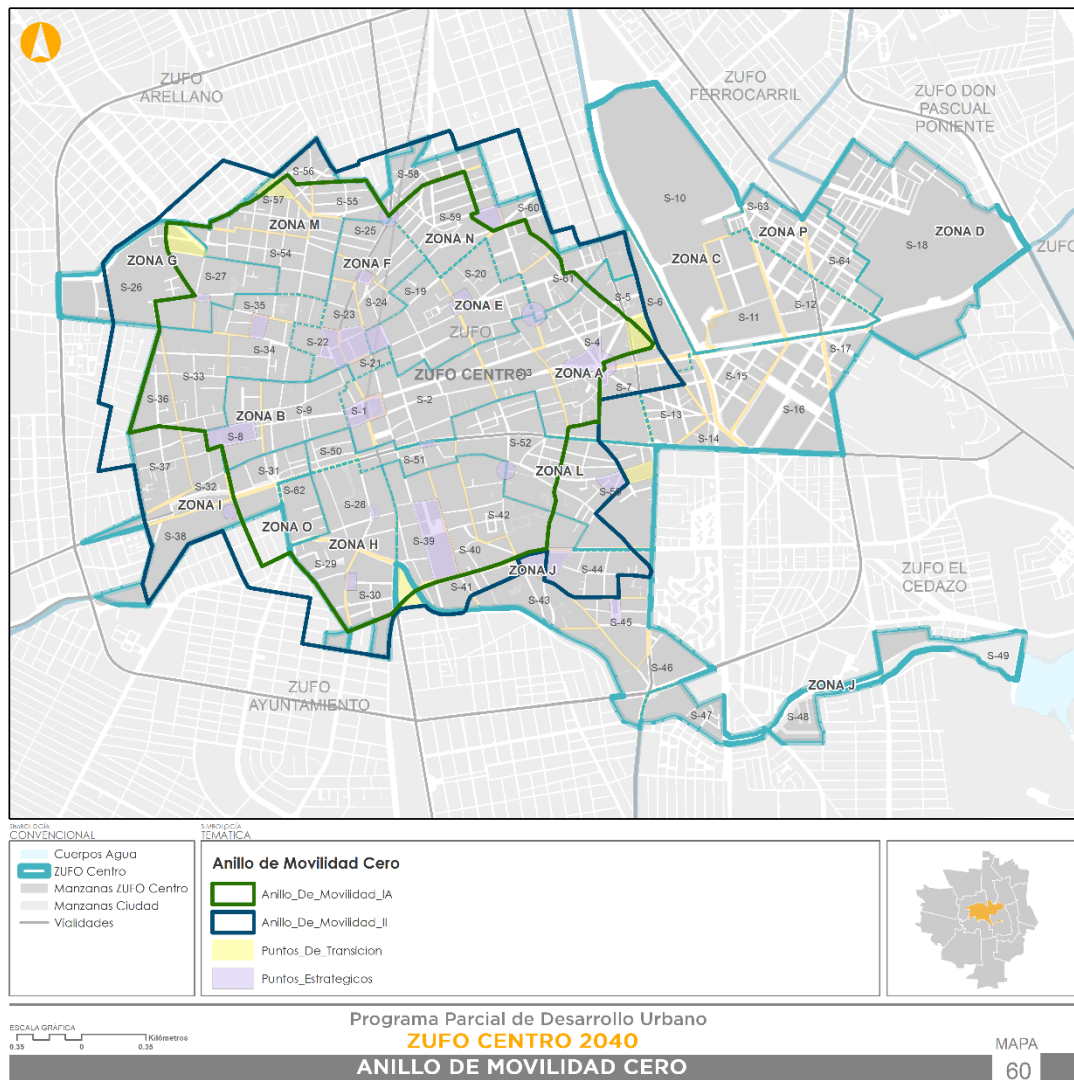 ZUFO
ARELLANO
ZUFO
FERROCARRIL
ZUFO DON
PASCUAL
PONIENTE
S-56
S-58
S-57
S-55
S-60
S-59
S-10
S-63
ZONA M
S-25
ZONA N
ZONA P
S-18
ZONA D
ZUFO
S-54
ZONA G
ZONA F
S-64
ZONA C
S-27
S-20
S-61
S-26
S-19
S-24
S-5
S-6
S-35
ZONA E
S-12
S-23
S-11
ZUFO
S-22
S-4
S-34
S-17
S-21
S-33
ZUFO CENTRO
S-3
ZONA A
S-15
S-7
S-36
S-2
ZONA B
S-9
S-1
S-13
S-16
S-8
S-14
S-52
S-50
S-51
S-37
S-31
ZONA L
S-32
S-62
ZONA I
S-28
S-42
ZONA O
S-38
ZONA H
S-39
S-40
S-29
ZONA J
S-44
ZUFO EL
CEDAZO
S-41
S-30
S-43
S-45
S-46
S-49
ZUFO
AYUNTAMIENTO
ZONA J
S-47
S-48
SIMBOLOGÍA
CONVENCIONAL
Cuerpos Agua
ZUFO Centro
Manzanas ZUFO Centro
Manzanas Ciudad
Vialidades
SIMBOLOGÍA
TEMATICA
Anillo de Movilidad Cero
Anillo_De_Movilidad_IA
Anillo_De_Movilidad_II
Puntos_De_Transicion
Puntos_Estrategicos
ESCALA GRÁFICA
Kilómetros
0.35 0 0.35
Programa Parcial de Desarrollo Urbano
ZUFO CENTRO 2040
ANILLO DE MOVILIDAD CERO
MAPA
60